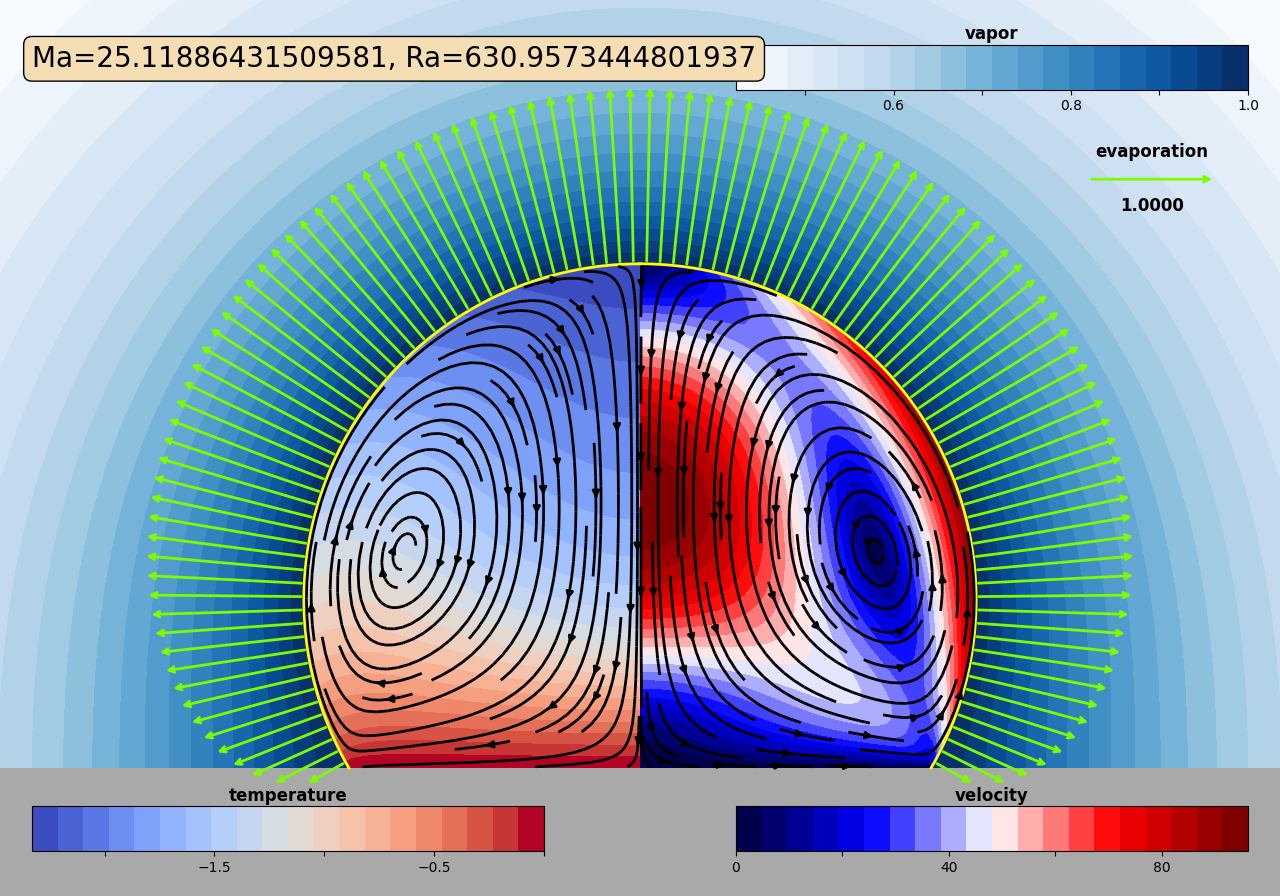 Ma=25.11886431509581, Ra=630.9573444801937
vapor
0.6 0.8 1.0
evaporation
1.0000
temperature
−1.5 −0.5
velocity
0 40 80